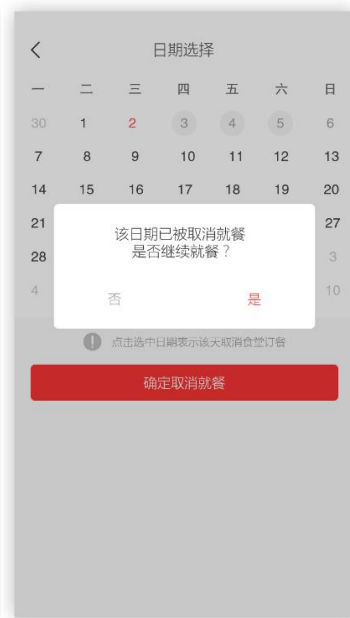 日期选择
一 二 三 四 五 六 日
30 1 2 3 4 5 6
7 8 9 10 11 12 13
14 15 16 17 18 19 20
21 27
该日期已被取消就餐
是否继续就餐？
28 3
4 10
否 是
! 点击选中日期表示该天取消食堂订餐
确定取消就餐